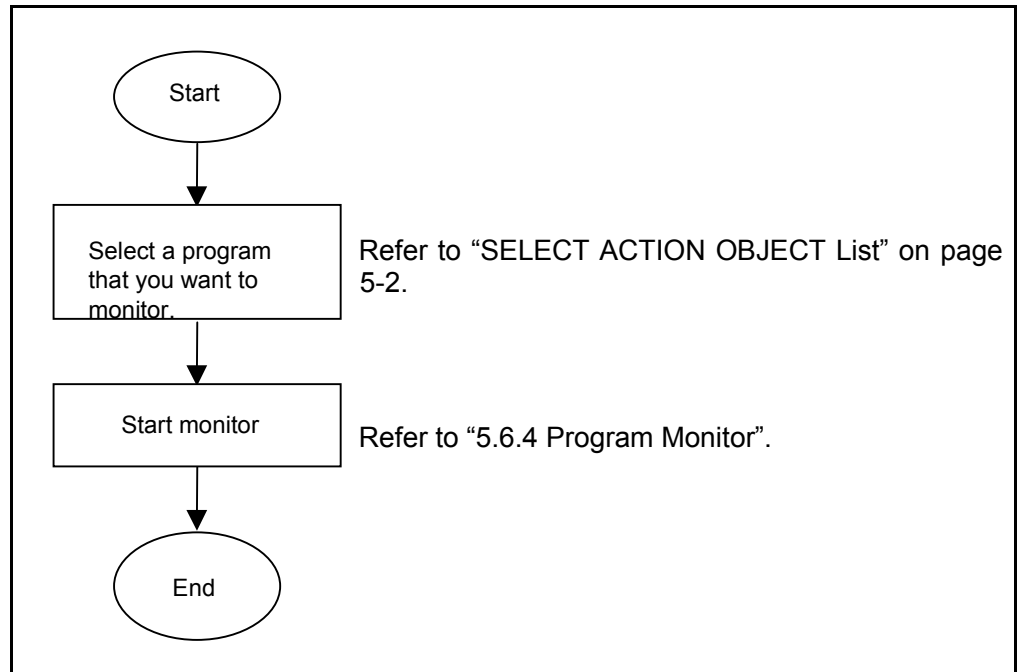 Start
Select a program
that you want to
monitor.
Refer to “SELECT ACTION OBJECT List” on page
5-2.
Start monitor
Refer to “5.6.4 Program Monitor”.
End